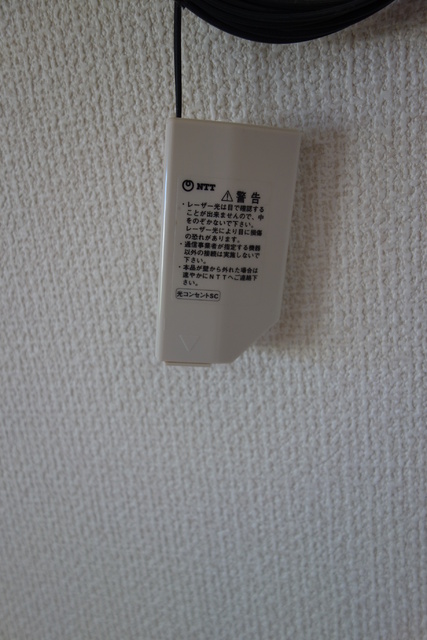 NTT
⚠警告
・レーザー光は目で確認する
ことが出来ませんので、中
をのぞかないで下さい。
レーザー光により目に損傷
の恐れがあります。
・通信事業者が指定する機器
以外の接続は実施しないで
下さい。
・本品が壁から外れた場合は
速やかにNTTへご連絡下
さい。
光コンセントSC